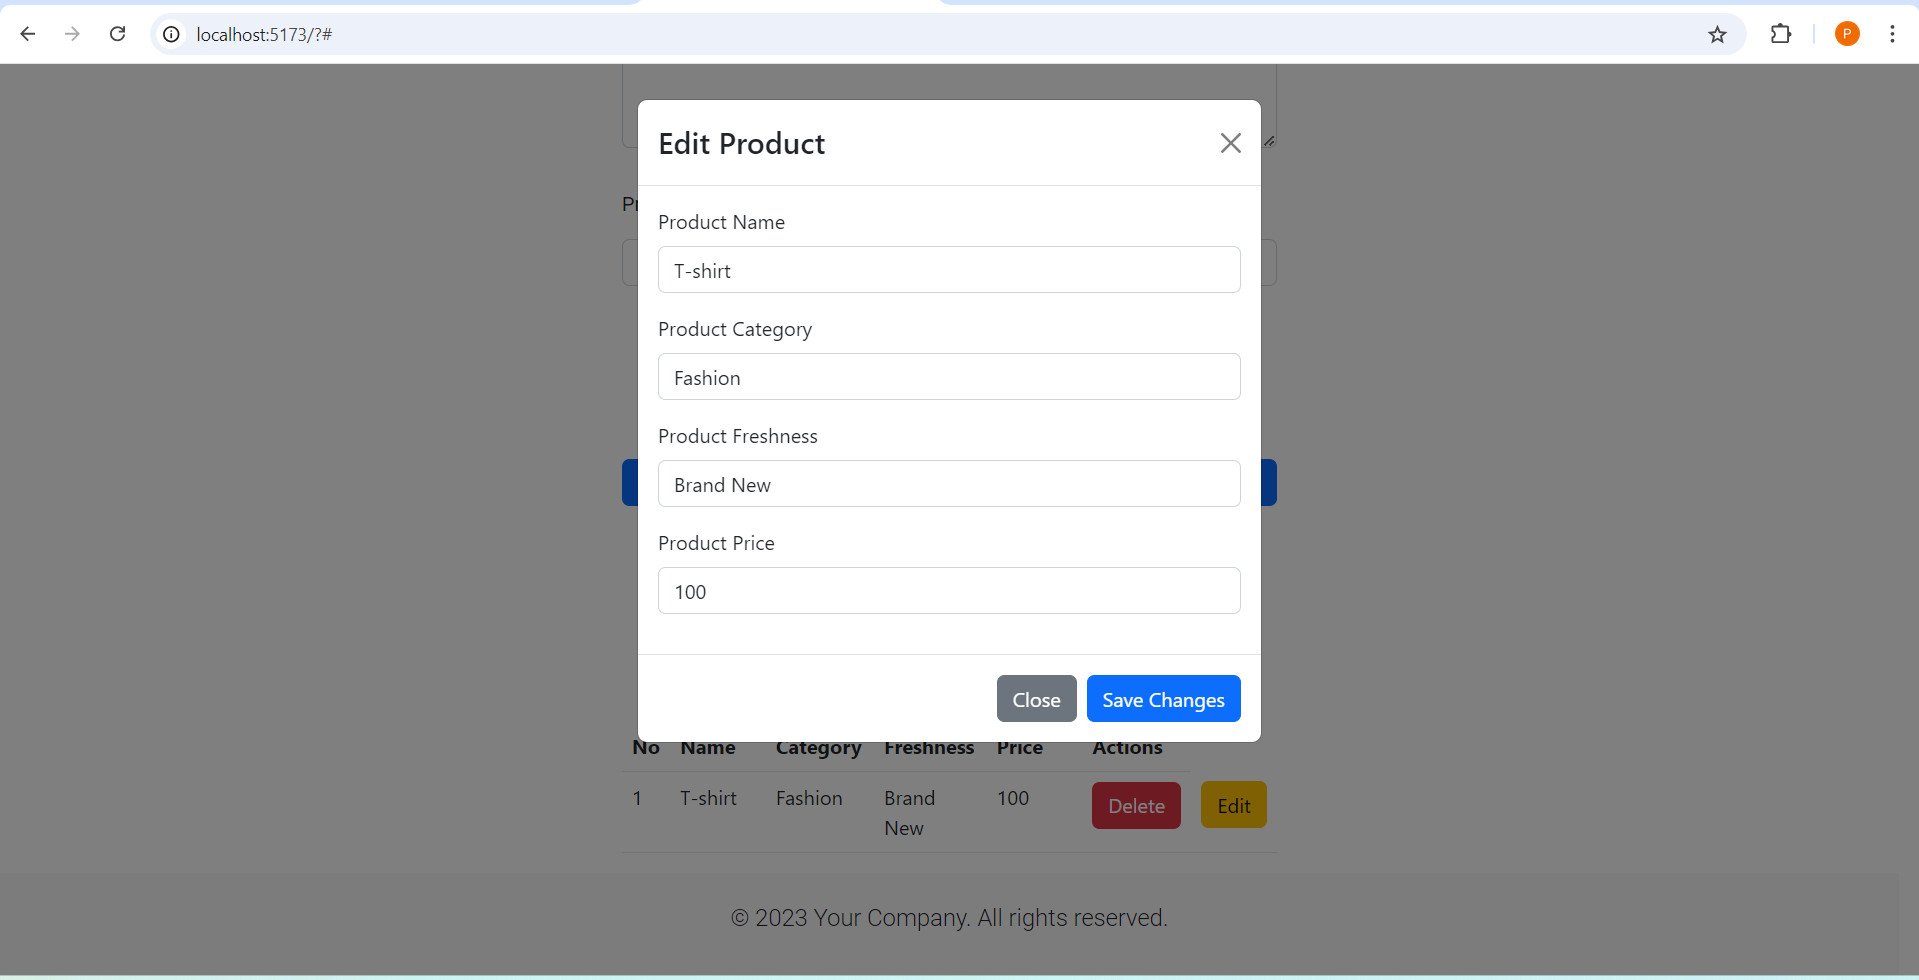 localhost:5173/?#
P
Edit Product
Product Name
T-shirt
Product Category
Fashion
Product Freshness
Brand New
Product Price
100
Close Save Changes
No Name Category Freshness Price Actions
1 T-shirt Fashion Brand New 100 Delete Edit
© 2023 Your Company. All rights reserved.